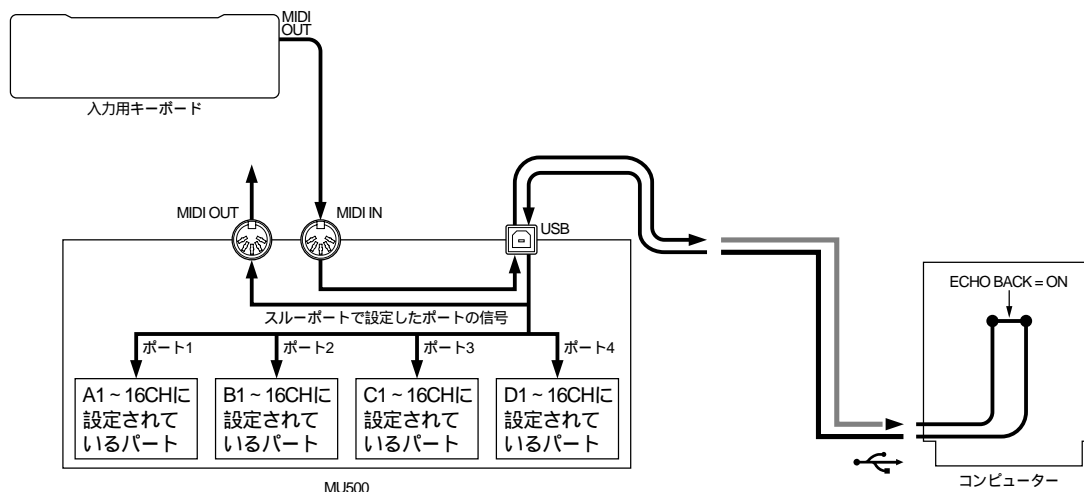 MIDI
OUT
入力用キーボード
MIDI OUT
MIDI IN
USB
ECHO BACK = ON
スルーポートで設定したポートの信号
ポート1
ポート2
ポート3
ポート4
A1 ~ 16CHに
設定されて
いるパート
B1 ~ 16CHに
設定されて
いるパート
C1 ~ 16CHに
設定されて
いるパート
D1 ~ 16CHに
設定されて
いるパート
MU500
コンピューター